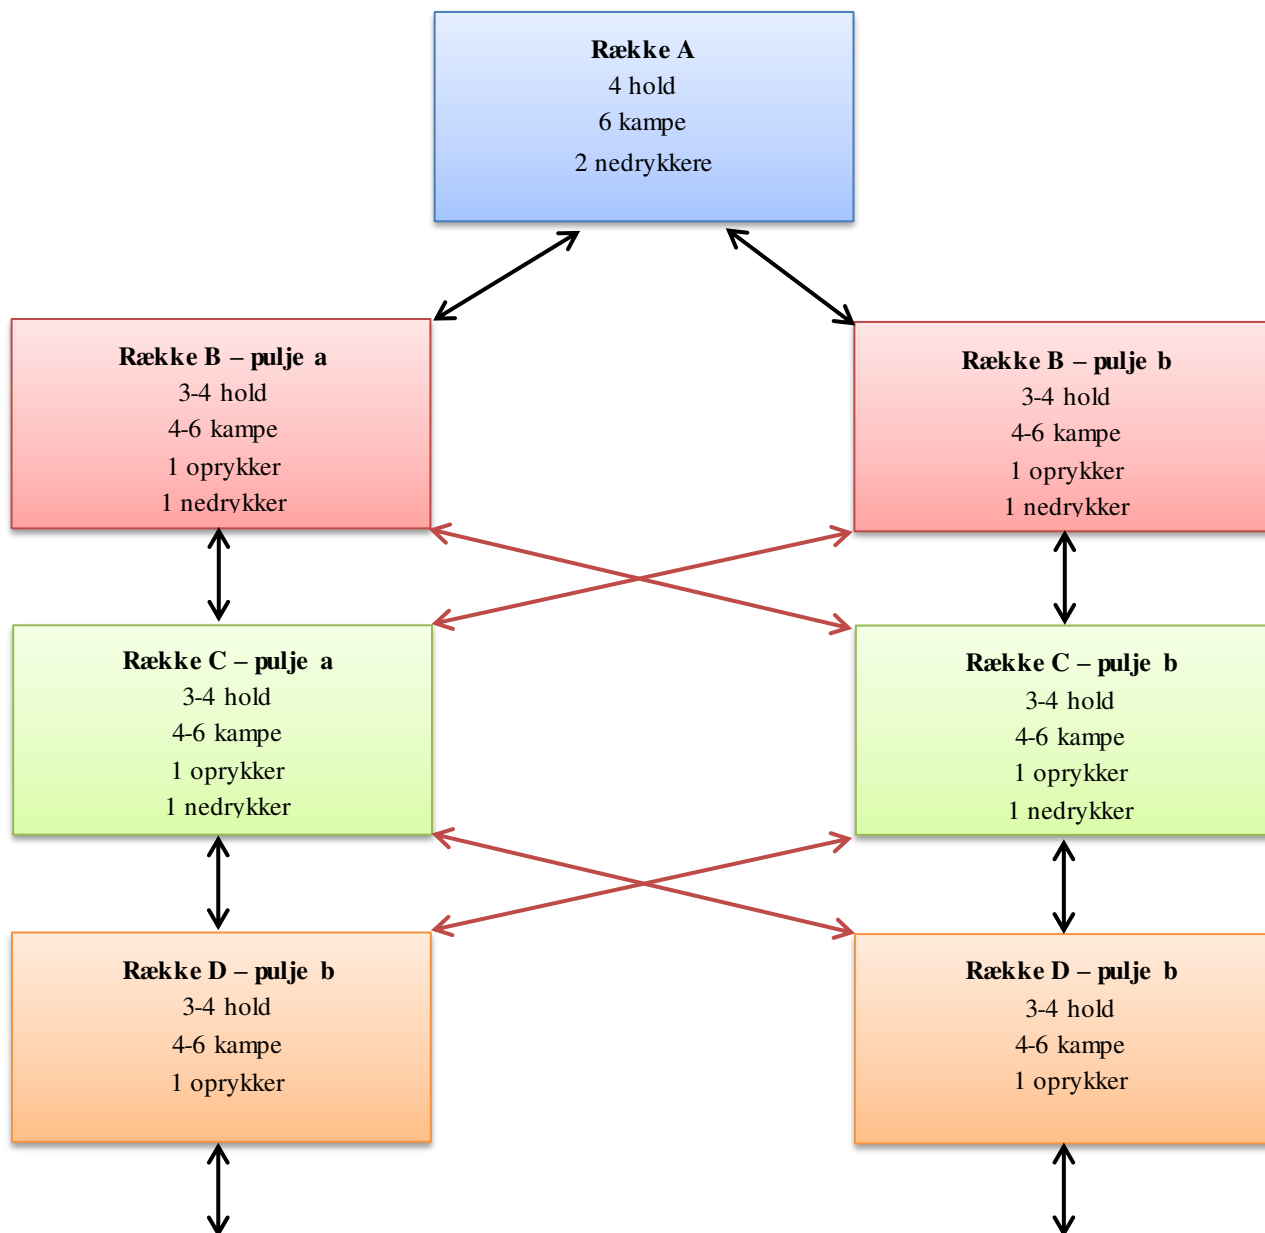 Række A
4 hold
6 kampe
2 nedrykkere
Række B – pulje a
3-4 hold
4-6 kampe
1 oprykker
1 nedrykker
Række B – pulje b
3-4 hold
4-6 kampe
1 oprykker
1 nedrykker
Række C – pulje a
3-4 hold
4-6 kampe
1 oprykker
1 nedrykker
Række C – pulje b
3-4 hold
4-6 kampe
1 oprykker
1 nedrykker
Række D – pulje b
3-4 hold
4-6 kampe
1 oprykker
Række D – pulje b
3-4 hold
4-6 kampe
1 oprykker